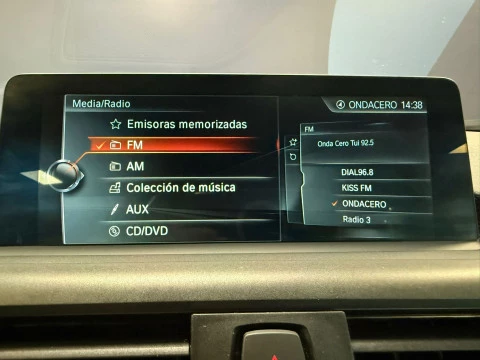 Media/Radio
ONDACERO 14:38
Emisoras memorizadas
FM
AM
Colección de música
AUX
CD/DVD
FM
Onda Cero Tui 92.5
DIAL96.8
KISS FM
ONDACERO
Radio 3